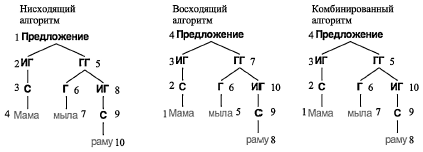 Нисходящий алгоритм
1 Предложение
2 ИГ ГГ 5
3 С Г 6 ИГ 8
4 Мама мыла 7 С 9
раму 10
Восходящий алгоритм
4 Предложение
3 ИГ ГГ 7
2 С Г 6 ИГ 10
1 Мама мыла 5 С 9
раму 8
Комбинированный алгоритм
4 Предложение
3 ИГ ГГ 5
2 С Г 6 ИГ 10
1 Мама мыла 7 С 9
раму 8